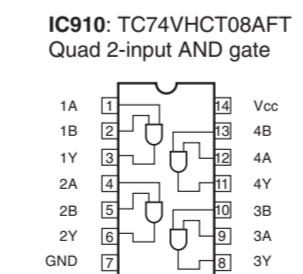 IC910: TC74VHCT08AFT
Quad 2-input AND gate
1A 1 14 Vcc
1B 2 13 4B
1Y 3 12 4A
2A 4 11 4Y
2B 5 10 3B
2Y 6 9 3A
GND 7 8 3Y